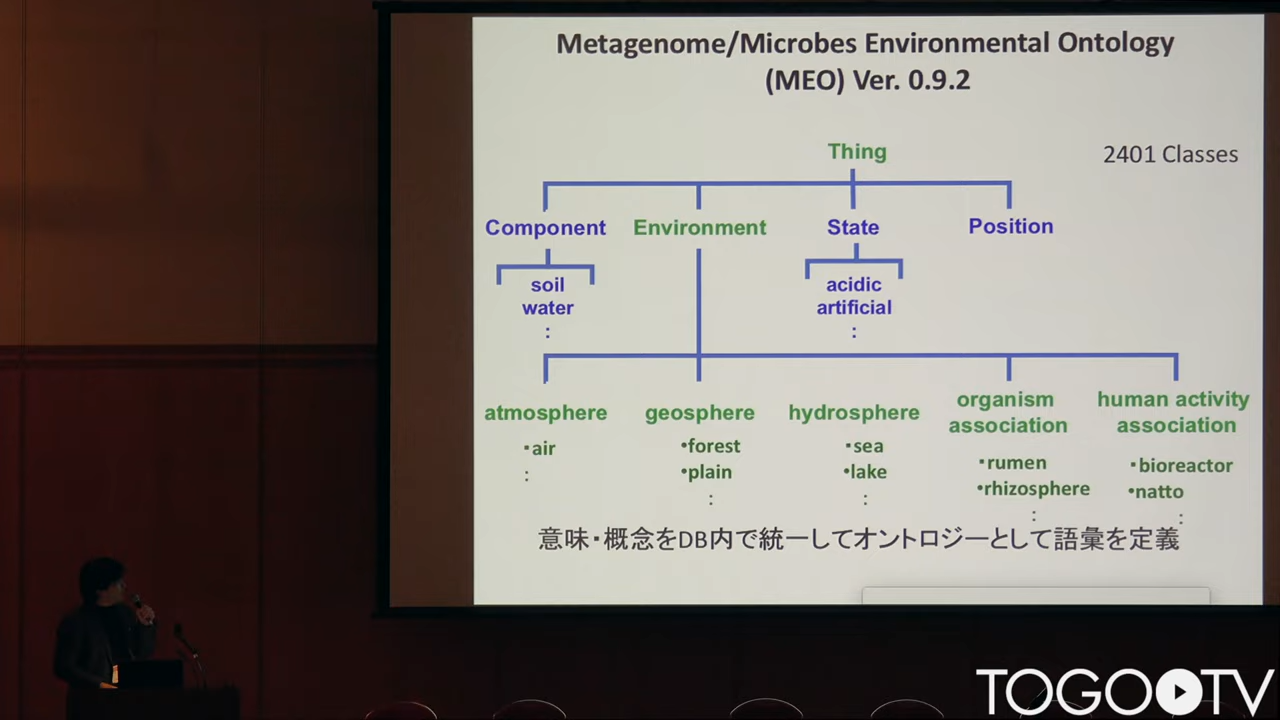 Metagenome/Microbes Environmental Ontology
(MEO) Ver. 0.9.2
Thing
2401 Classes
Component
Environment
State
Position
soil
water
:
acidic
artificial
:
atmosphere
・air
:
geosphere
•forest
•plain
:
hydrosphere
・sea
•lake
:
organism
association
・rumen
•rhizosphere
:
human activity
association
・bioreactor
•natto
:
意味・概念をDB内で統一してオントロジーとして語彙を定義
TOGOTV